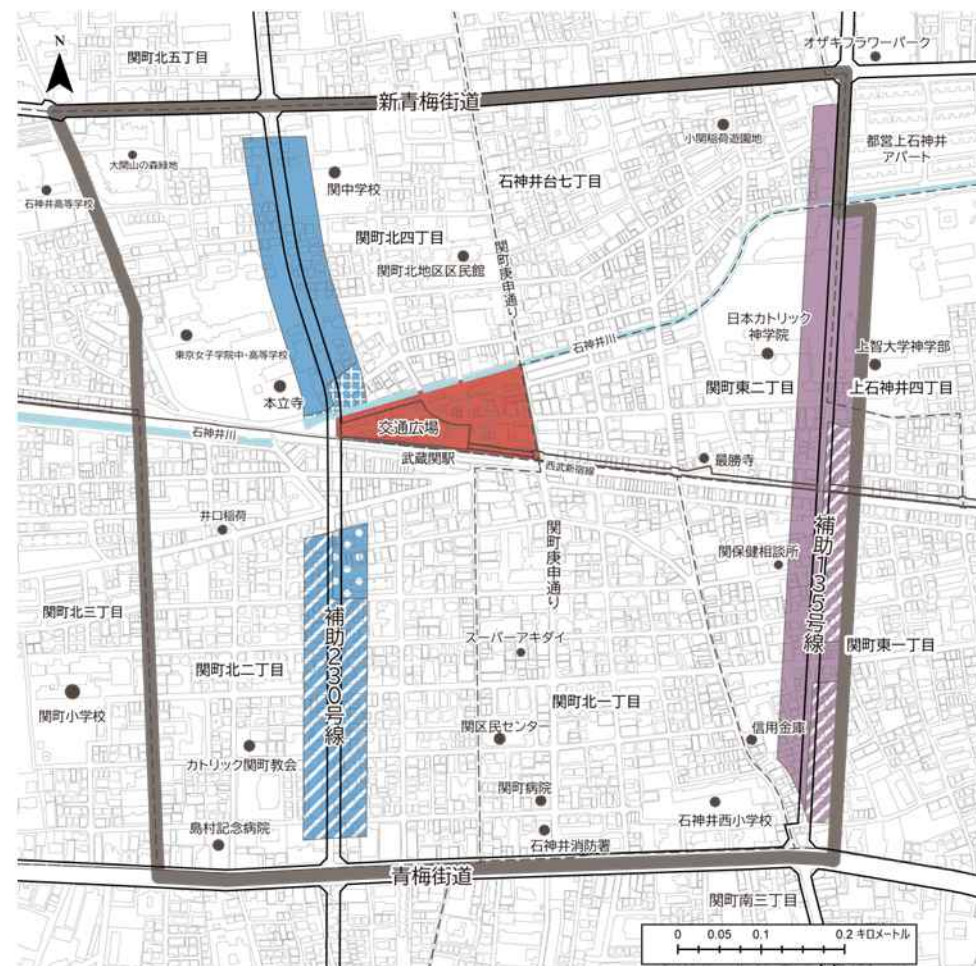 N
関町北五丁目
オザキフラワーパーク
新青梅街道
小関稲荷遊園地
都営上石神井
アパート
大関山の森緑地
石神井高等学校
関中学校
石神井台七丁目
関町北四丁目
関町北地区区民館
関町庚申通り
日本カトリック
神学院
石神井川
東京女子学院中・高等学校
上智大学神学部
関町東二丁目
上石神井四丁目
本立寺
交通広場
石神井川
武蔵関駅
西武新宿線
最勝寺
井口稲荷
関町庚申通り
補助135号線
関保健相談所
関町北三丁目
補助230号線
スーパーアキダイ
関町東一丁目
関町北二丁目
関町小学校
関町北一丁目
関区民センター
信用金庫
カトリック関町教会
関町病院
石神井西小学校
島村記念病院
石神井消防署
青梅街道
関町南三丁目
0 0.05 0.1 0.2 キロメートル